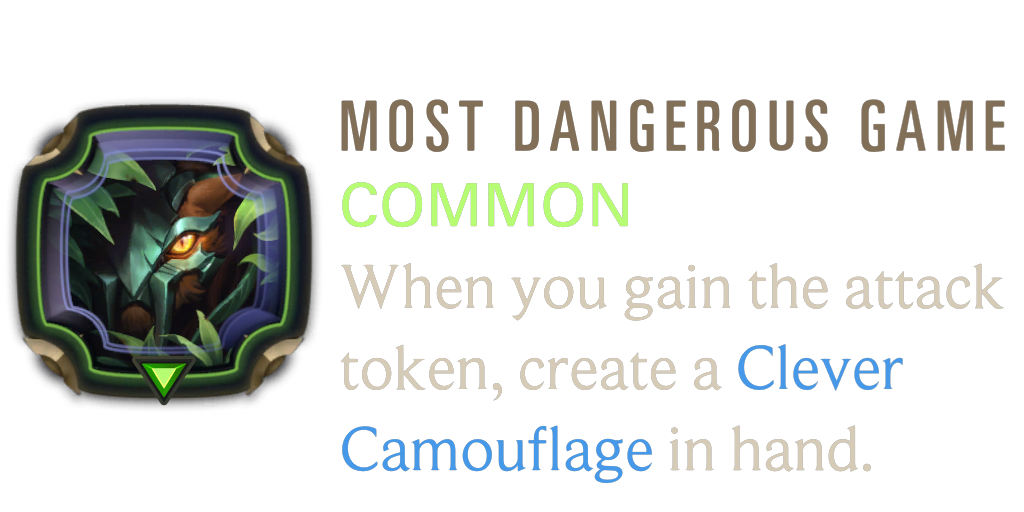 MOST DANGEROUS GAME
COMMON
When you gain the attack
token, create a Clever
Camouflage in hand.